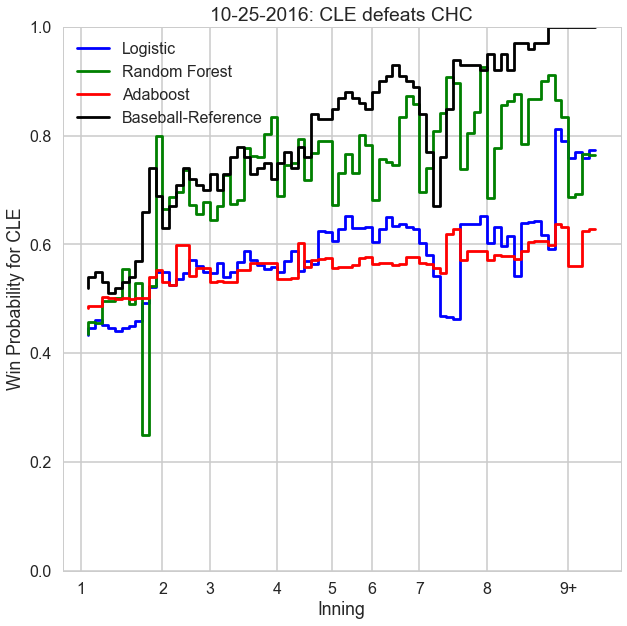 10-25-2016: CLE defeats CHC
Logistic
Random Forest
Adaboost
Baseball-Reference
Win Probability for CLE
1.0
0.8
0.6
0.4
0.2
0.0
1 2 3 4 5 6 7 8 9+
Inning